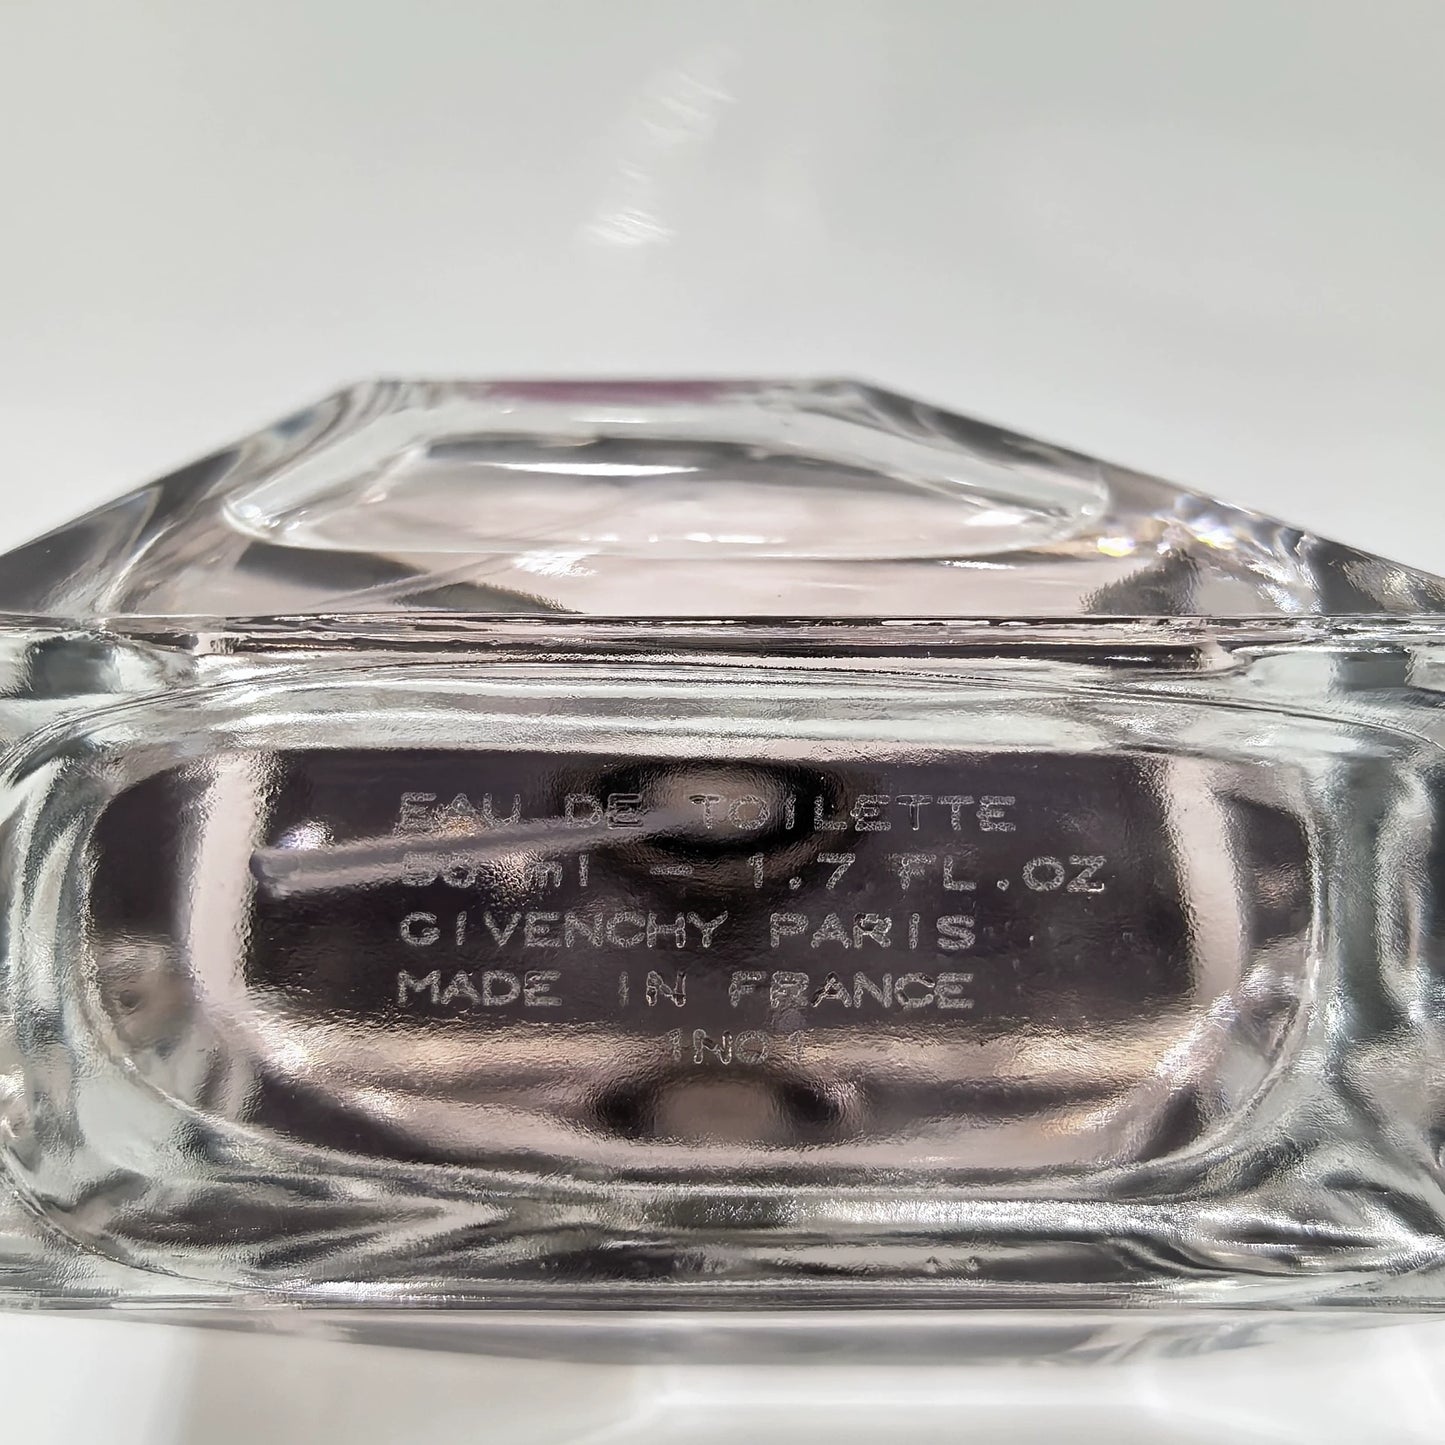 EAU DE TOILETTE
50 ml - 1.7 FL.OZ
GIVENCHY PARIS
MADE IN FRANCE
1N01